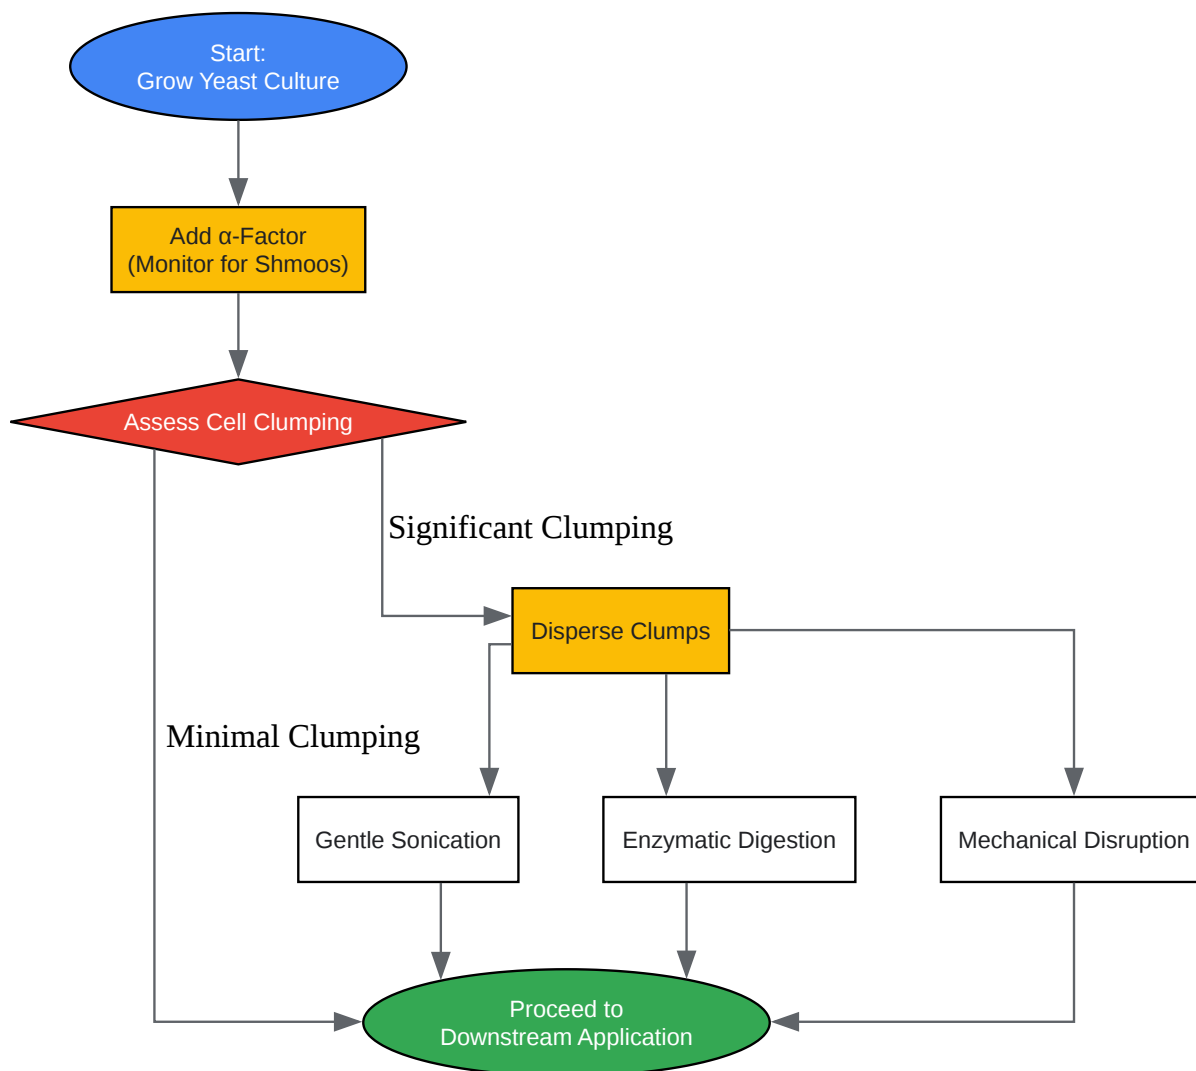 Start:
Grow Yeast Culture
Add α-Factor
(Monitor for Shmoos)
Assess Cell Clumping
Significant Clumping
Disperse Clumps
Minimal Clumping
Gentle Sonication
Enzymatic Digestion
Mechanical Disruption
Proceed to
Downstream Application